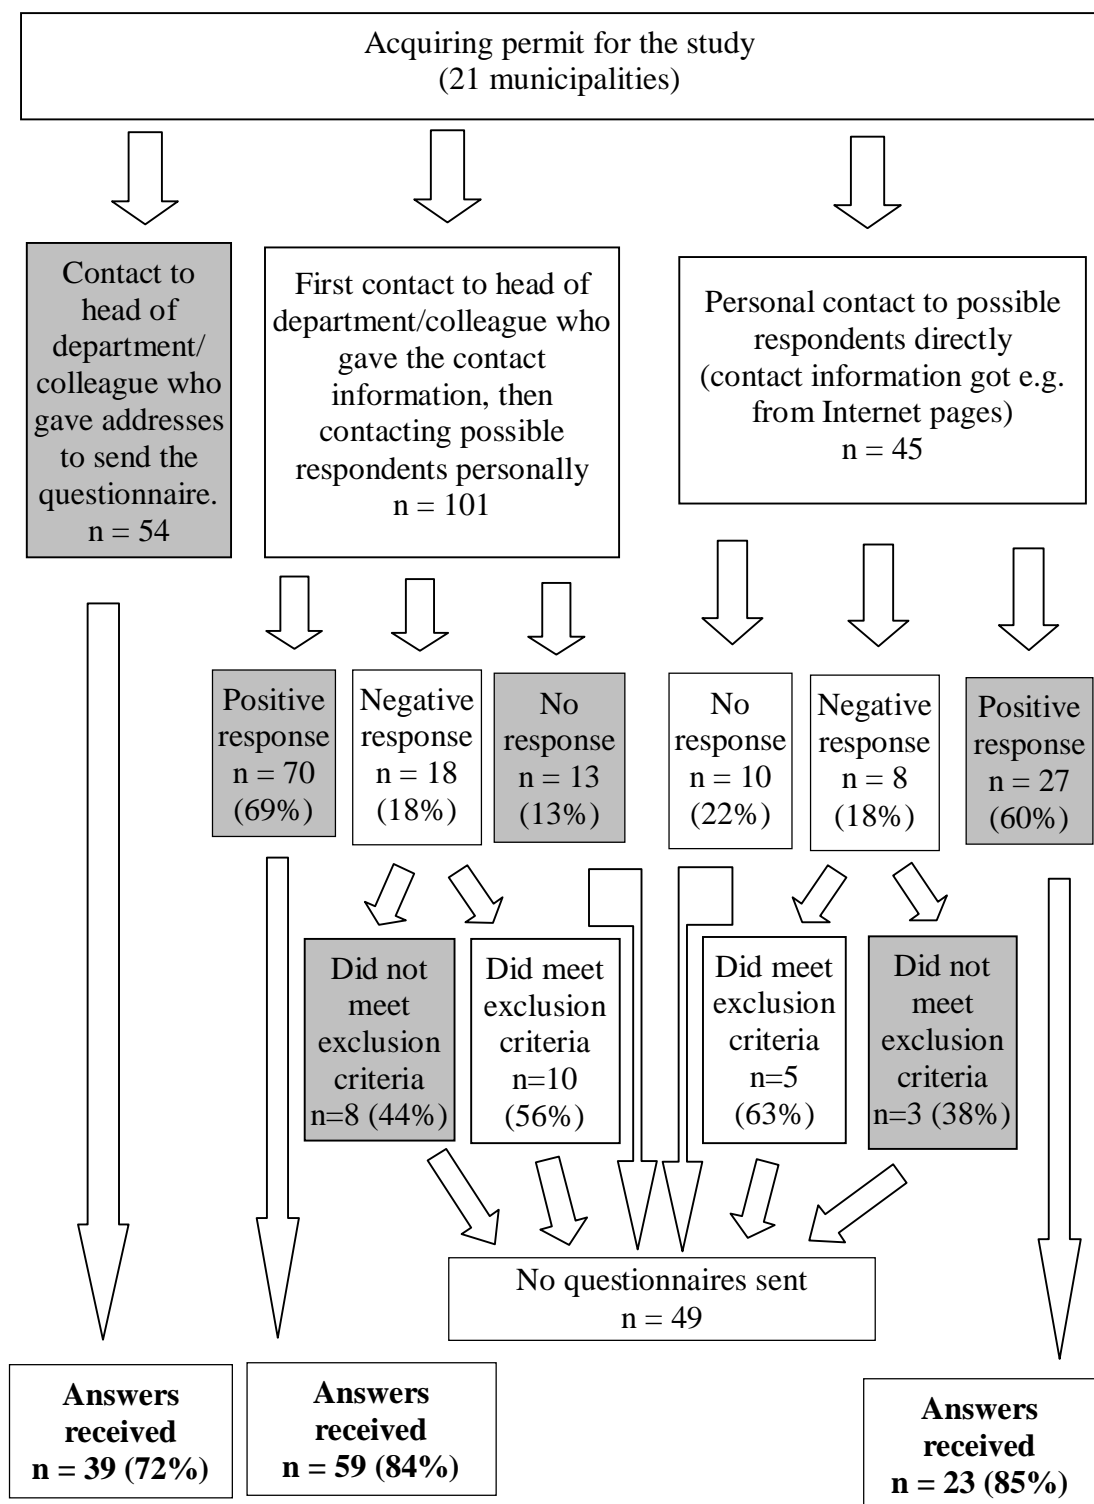 Acquiring permit for the study
(21 municipalities)
Contact to
head of
department/
colleague who
gave addresses
to send the
questionnaire.
n = 54
First contact to head of
department/colleague who
gave the contact
information, then
contacting possible
respondents personally
n = 101
Personal contact to possible
respondents directly
(contact information got e.g.
from Internet pages)
n = 45
Positive
response
n = 70
(69%)
Negative
response
n = 18
(18%)
No
response
n = 13
(13%)
No
response
n = 10
(22%)
Negative
response
n = 8
(18%)
Positive
response
n = 27
(60%)
Did not
meet
exclusion
criteria
n=8 (44%)
Did meet
exclusion
criteria
n=10
(56%)
Did meet
exclusion
criteria
n=5
(63%)
Did not
meet
exclusion
criteria
n=3 (38%)
No questionnaires sent
n = 49
Answers
received
n = 39 (72%)
Answers
received
n = 59 (84%)
Answers
received
n = 23 (85%)